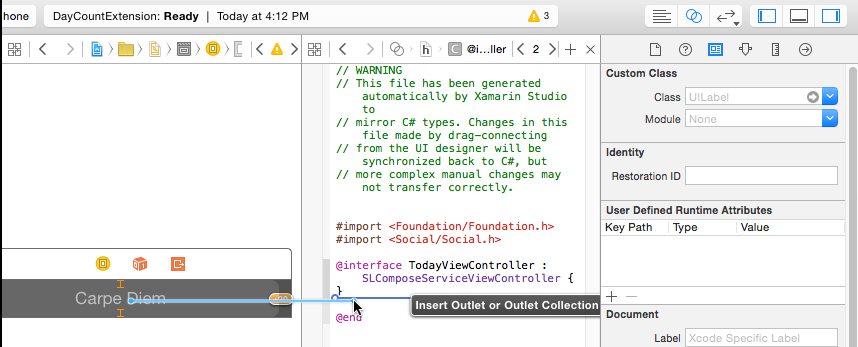 hone
DayCountExtension: Ready | Today at 4:12 PM
3
h
C
@i...ller
2
// WARNING
// This file has been generated
automatically by Xamarin Studio
to
// mirror C# types. Changes in this
file made by drag-connecting
// from the UI designer will be
synchronized back to C#, but
// more complex manual changes may
not transfer correctly.
#import <Foundation/Foundation.h>
#import <Social/Social.h>
@interface TodayViewController :
SLComposeServiceViewController {
}
@end
Carpe Diem
Insert Outlet or Outlet Collection
Custom Class
Class UILabel
Module None
Identity
Restoration ID
User Defined Runtime Attributes
Key Path Type Value
Document
Label Xcode Specific Label